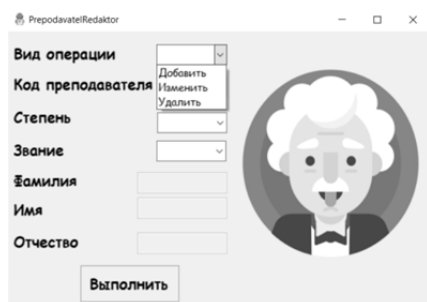 PrepodavatelRedaktor
Вид операции
Добавить
Код преподавателя
Изменить
Удалить
Степень
Звание
Фамилия
Имя
Отчество
Выполнить